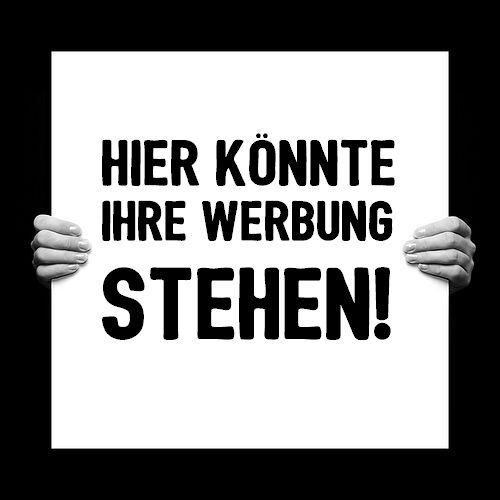 HIER KÖNNTE
IHRE WERBUNG
STEHEN!